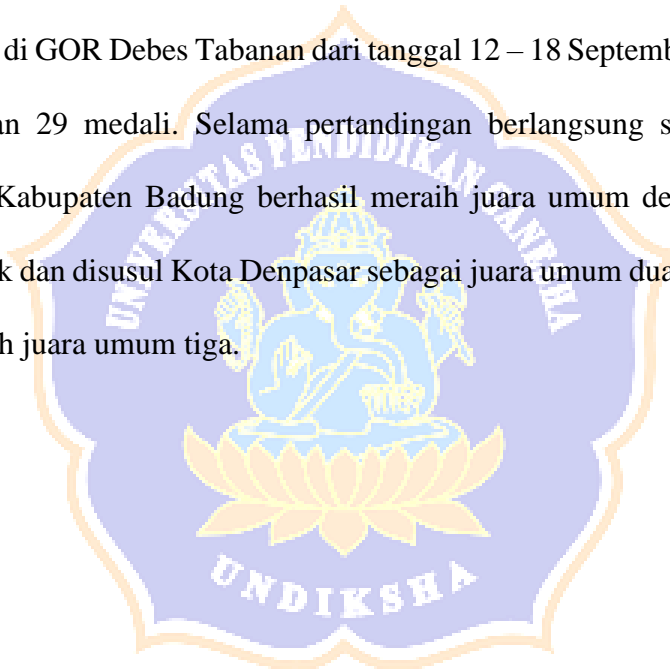 di GOR Debes Tabanan dari tanggal 12 – 18 Septemb
an 29 medali. Selama pertandingan berlangsung s
Kabupaten Badung berhasil meraih juara umum de
k dan disusul Kota Denpasar sebagai juara umum dua
h juara umum tiga.
UNIVERSITAS PENDIDIKAN GANESHA
UNDIKSHA